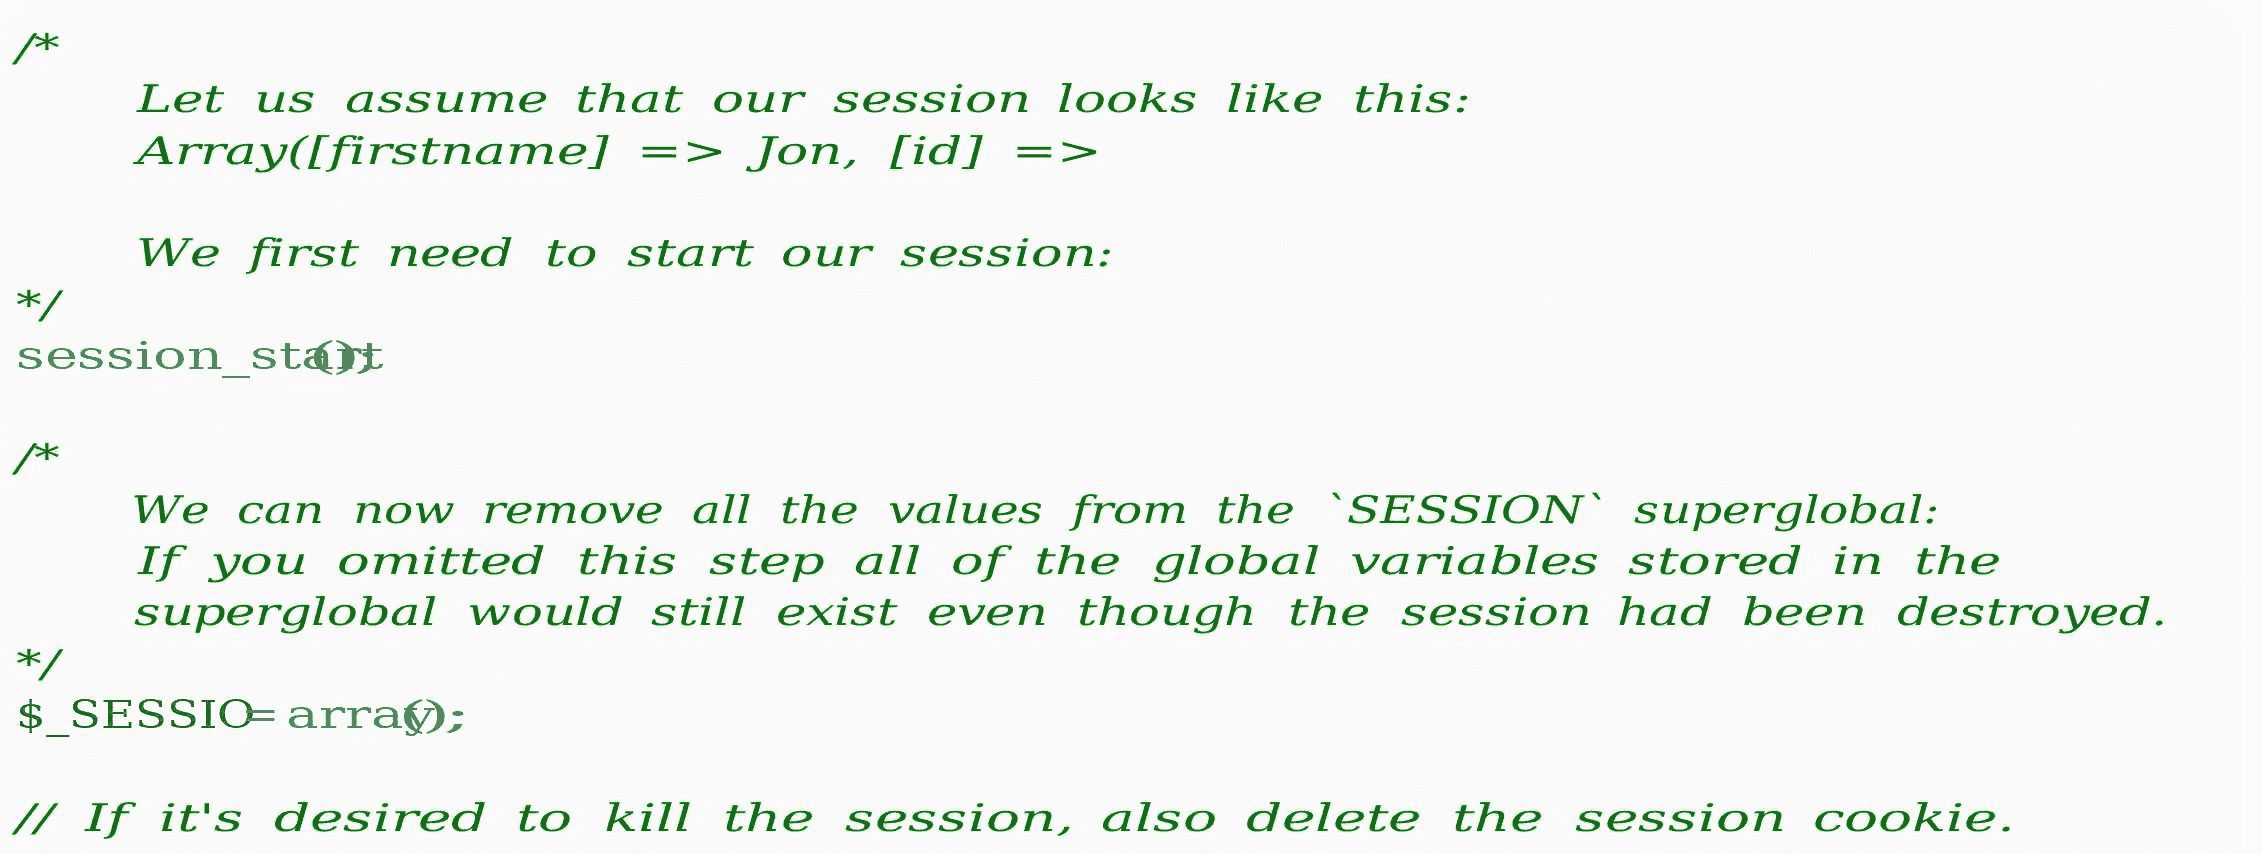 /*
Let us assume that our session looks like this:
Array([firstname] => Jon, [id] =>
We first need to start our session:
*/
session_start();
/*
We can now remove all the values from the `SESSION` superglobal:
If you omitted this step all of the global variables stored in the
superglobal would still exist even though the session had been destroyed.
*/
$_SESSIO= array();
// If it's desired to kill the session, also delete the session cookie.